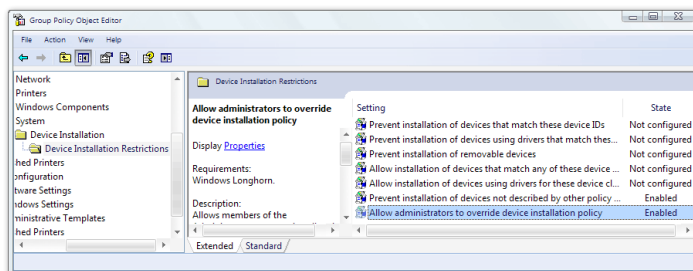 Group Policy Object Editor
File Action View Help
Network
Printers
Windows Components
System
Device Installation
Device Installation Restrictions
hed Printers
onfiguration
tware Settings
ndows Settings
ministrative Templates
hed Printers
Device Installation Restrictions
Allow administrators to override
device installation policy
Display Properties
Requirements:
Windows Longhorn.
Description:
Allows members of the
Setting State
Prevent installation of devices that match these device IDs Not configured
Prevent installation of devices using drivers that match thes... Not configured
Prevent installation of removable devices Not configured
Allow installation of devices that match any of these device ... Not configured
Allow installation of devices using drivers for these device cl... Not configured
Prevent installation of devices not described by other policy ... Enabled
Allow administrators to override device installation policy Enabled
Extended Standard